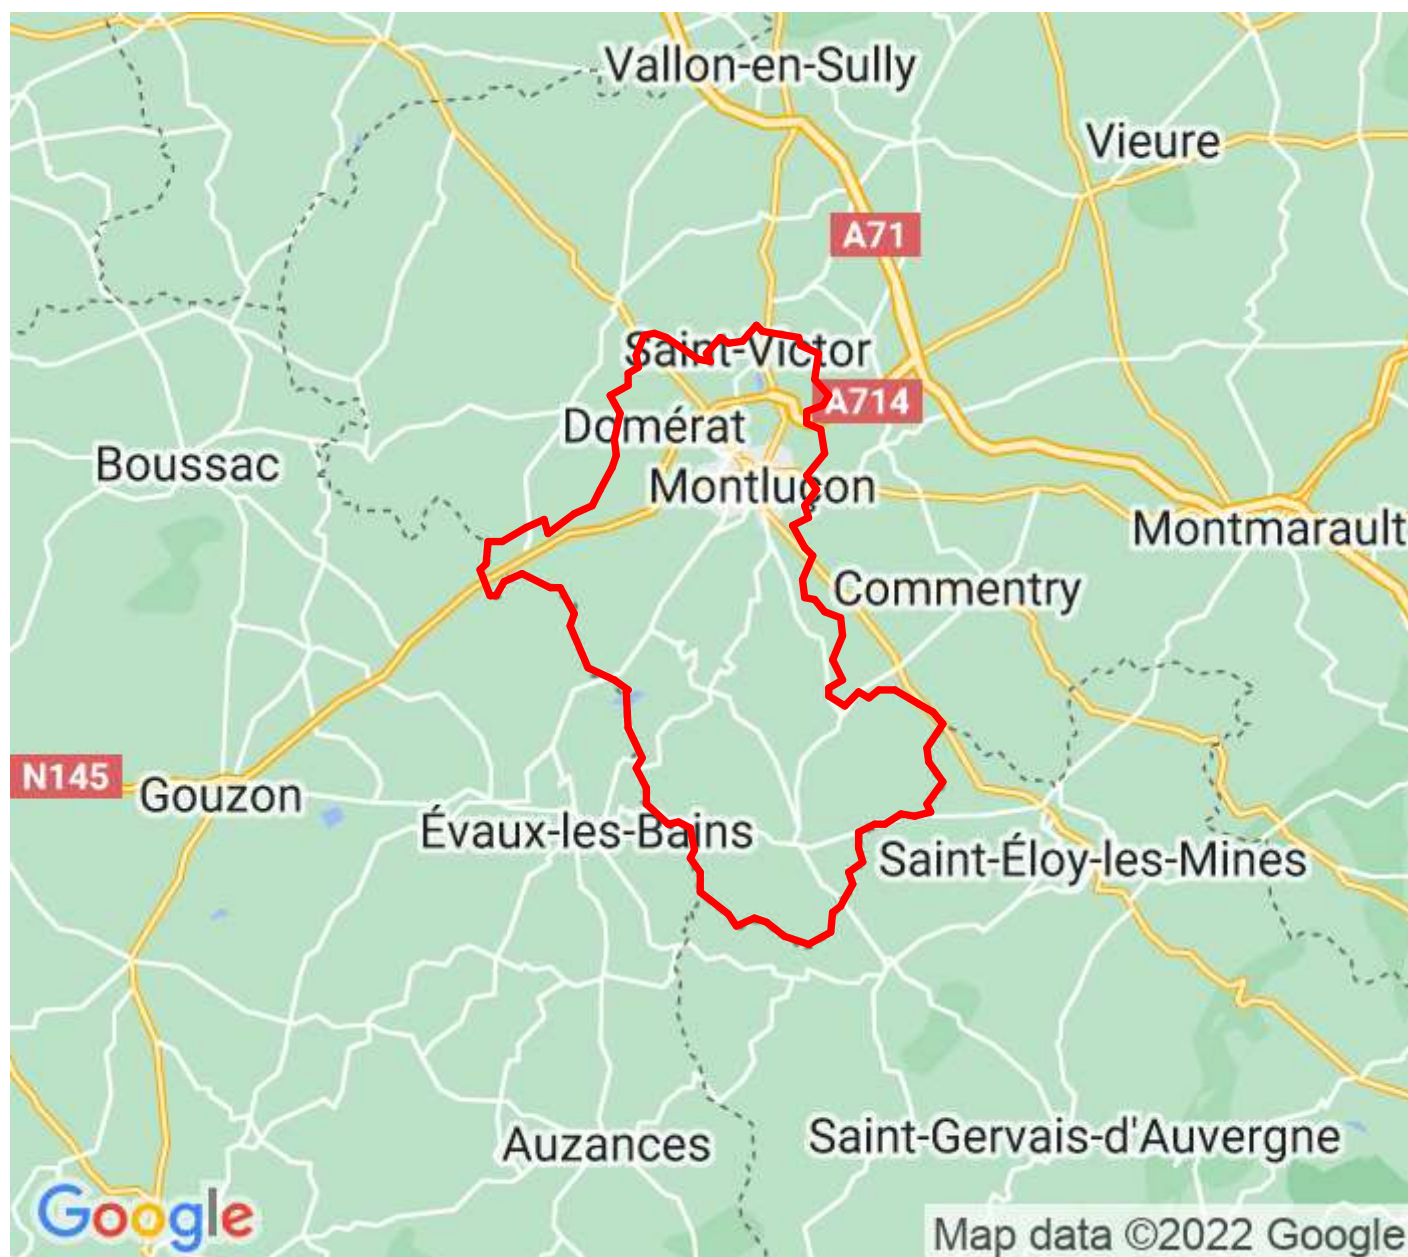 Vallon-en-Sully
Vieure
A71
Saint-Victor
A714
Domérat
Boussac
Montluçon
Montmarault
Commentry
N145
Gouzon
Évaux-les-Bains
Saint-Éloy-les-Mines
Auzances
Saint-Gervais-d'Auvergne
Google
Map data ©2022 Google